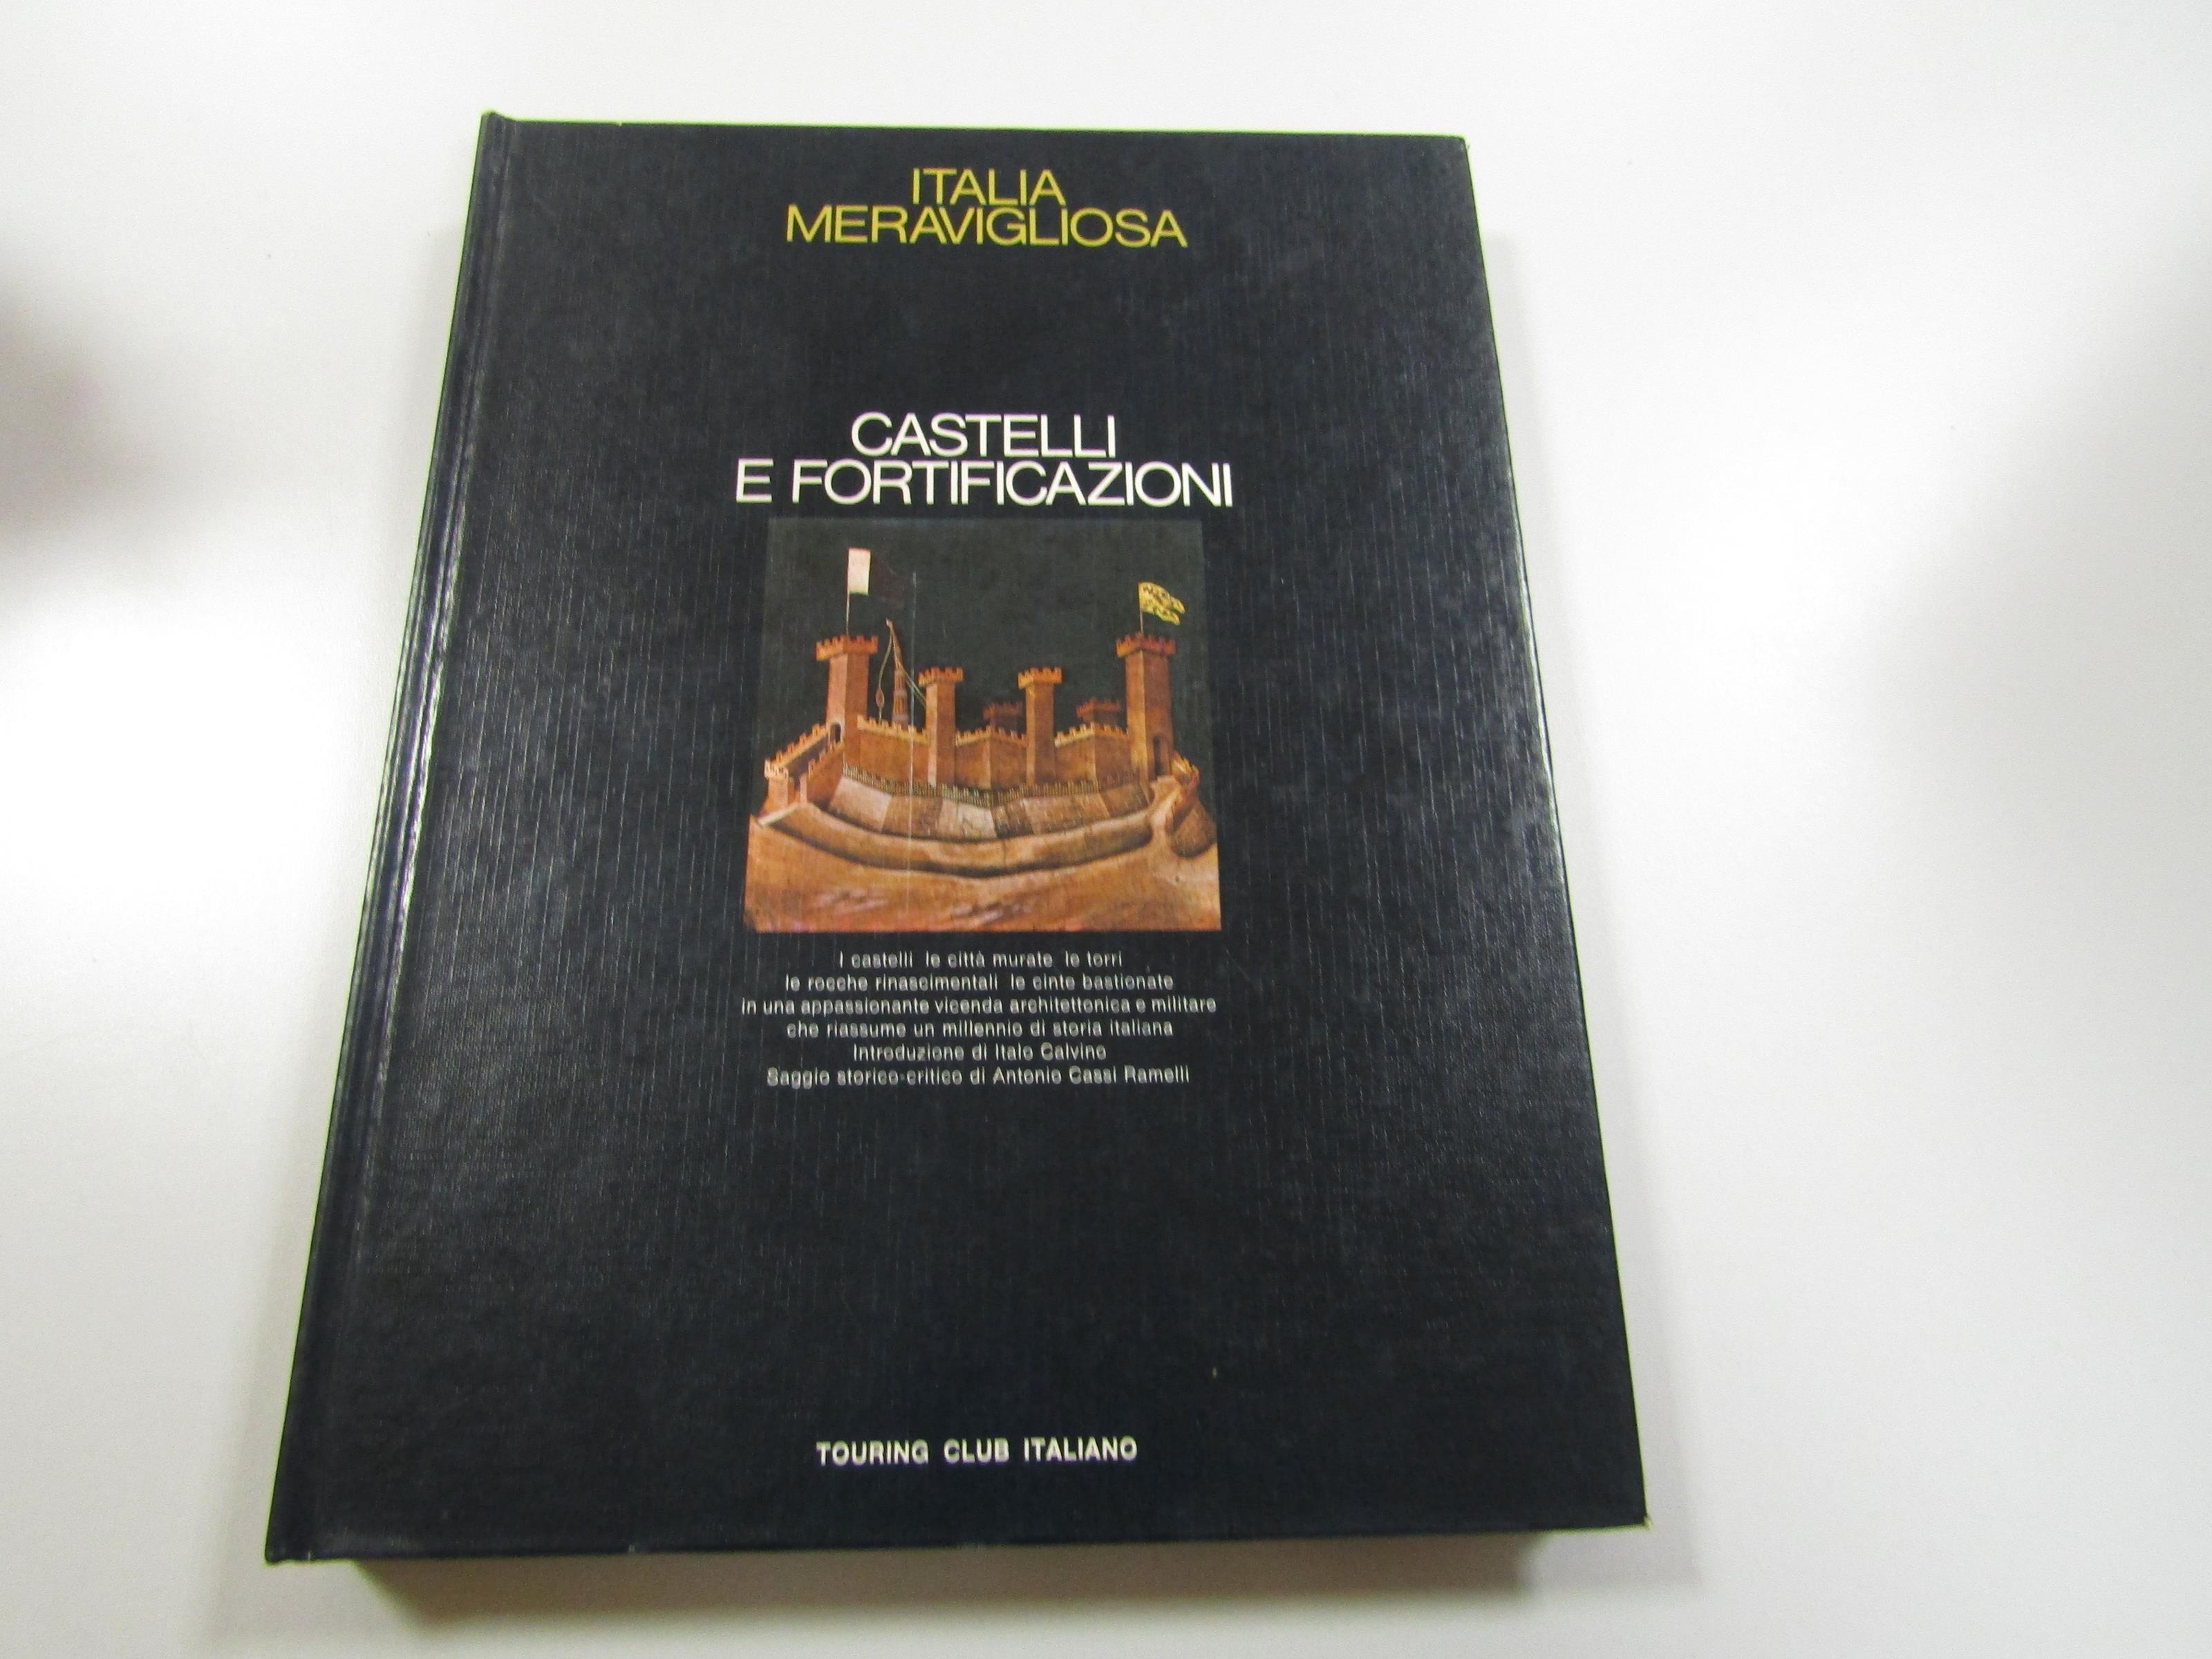 ITALIA
MERAVIGLIOSA
CASTELLI
E FORTIFICAZIONI
I castelli le città murate le torri
le rocche rinascimentali le cinte bastionate
in una appassionante vicenda architettonica e militare
che riassume un millennio di storia italiana
Introduzione di Italo Calvino
Saggio storico-critico di Antonio Cassi Ramelli
TOURING CLUB ITALIANO